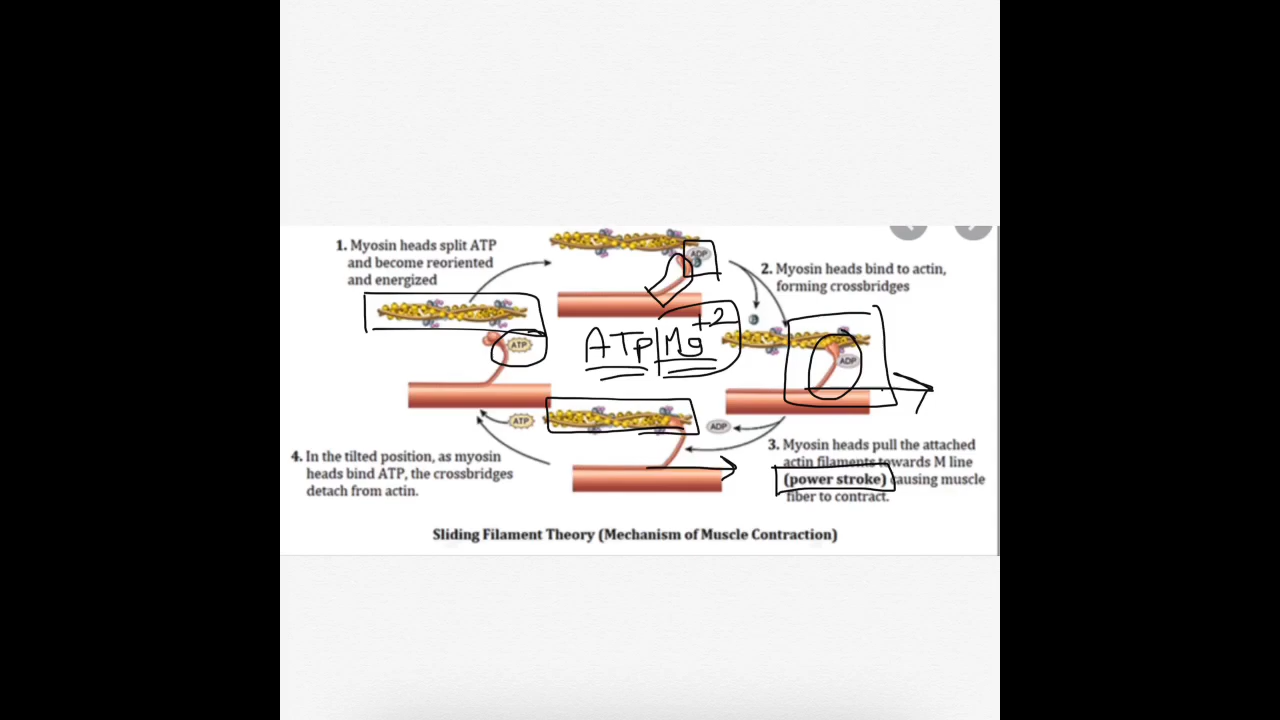 1. Myosin heads split ATP
and become reoriented
and energized
ADP
2. Myosin heads bind to actin,
forming crossbridges
ATP
ATP Mg+2
ADP
ATP
ADP
3. Myosin heads pull the attached
actin filaments towards M line
(power stroke) causing muscle
fiber to contract.
4. In the tilted position, as myosin
heads bind ATP, the crossbridges
detach from actin.
Sliding Filament Theory (Mechanism of Muscle Contraction)